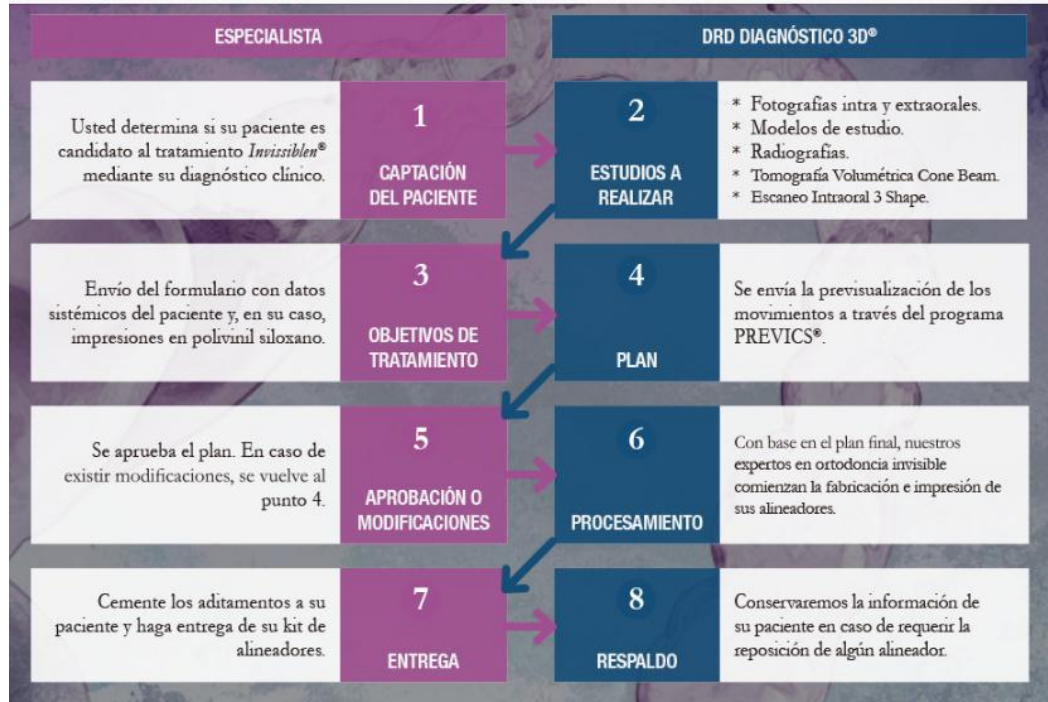 ESPECIALISTA
DRD DIAGNÓSTICO 3D®
Usted determina si su paciente es
candidato al tratamiento Invissiblen®
mediante su diagnóstico clínico.
1
CAPTACIÓN
DEL PACIENTE
2
ESTUDIOS A
REALIZAR
* Fotografías intra y extraorales.
* Modelos de estudio.
* Radiografías.
* Tomografía Volumétrica Cone Beam.
* Escaneo Intraoral 3 Shape.
Envío del formulario con datos
sistémicos del paciente y, en su caso,
impresiones en polivinil siloxano.
3
OBJETIVOS DE
TRATAMIENTO
4
PLAN
Se envía la previsualización de los
movimientos a través del programa
PREVICS®.
Se aprueba el plan. En caso de
existir modificaciones, se vuelve al
punto 4.
5
APROBACIÓN O
MODIFICACIONES
6
PROCESAMIENTO
Con base en el plan final, nuestros
expertos en ortodoncia invisible
comienzan la fabricación e impresión de
sus alineadores.
Cemente los aditamentos a su
paciente y haga entrega de su kit de
alineadores.
7
ENTREGA
8
RESPALDO
Conservaremos la información de
su paciente en caso de requerir la
reposición de algún alineador.